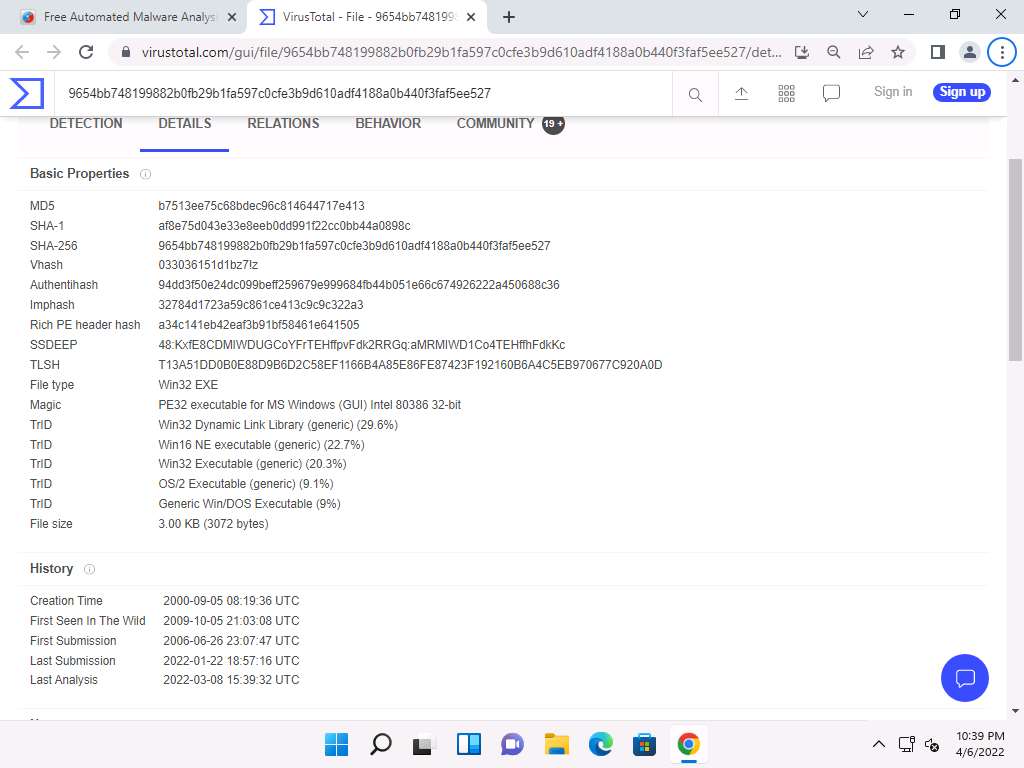 Free Automated Malware Analys
VirusTotal - File - 9654bb748199
virustotal.com/gui/file/9654bb748199882b0fb29b1fa597c0cfe3b9d610adf4188a0b440f3faf5ee527/det...
9654bb748199882b0fb29b1fa597c0cfe3b9d610adf4188a0b440f3faf5ee527
Sign in
Sign up
DETECTION DETAILS RELATIONS BEHAVIOR COMMUNITY 19 +
Basic Properties
MD5 b7513ee75c68bdec96c814644717e413
SHA-1 af8e75d043e33e8eeb0dd991f22cc0bb44a0898c
SHA-256 9654bb748199882b0fb29b1fa597c0cfe3b9d610adf4188a0b440f3faf5ee527
Vhash 033036151d1bz7!z
Authentihash 94dd3f50e24dc099beff259679e999684fb44b051e66c674926222a450688c36
Imphash 32784d1723a59c861ce413c9c9c322a3
Rich PE header hash a34c141eb42eaf3b91bf58461e641505
SSDEEP 48:KxfE8CDMIWDUGCoYFrTEHffpvFdk2RRGq:aMRMIWD1Co4TEHffhFdkKc
TLSH T13A51DD0B0E88D9B6D2C58EF1166B4A85E86FE87423F192160B6A4C5EB970677C920A0D
File type Win32 EXE
Magic PE32 executable for MS Windows (GUI) Intel 80386 32-bit
TrID Win32 Dynamic Link Library (generic) (29.6%)
TrID Win16 NE executable (generic) (22.7%)
TrID Win32 Executable (generic) (20.3%)
TrID OS/2 Executable (generic) (9.1%)
TrID Generic Win/DOS Executable (9%)
File size 3.00 KB (3072 bytes)
History
Creation Time 2000-09-05 08:19:36 UTC
First Seen In The Wild 2009-10-05 21:03:08 UTC
First Submission 2006-06-26 23:07:47 UTC
Last Submission 2022-01-22 18:57:16 UTC
Last Analysis 2022-03-08 15:39:32 UTC
10:39 PM
4/6/2022